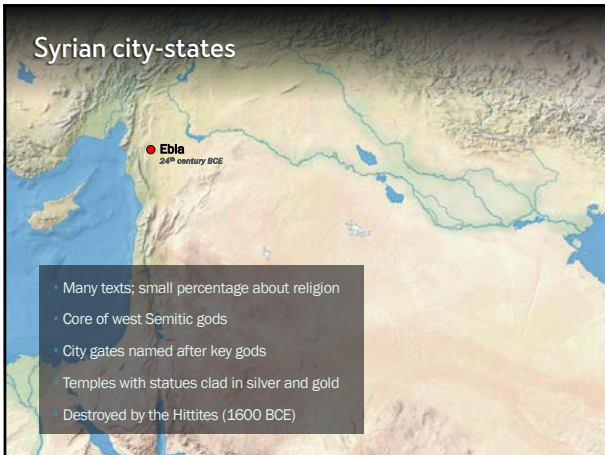 Syrian city-states
Ebla
24th century BCE
• Many texts; small percentage about religion
• Core of west Semitic gods
• City gates named after key gods
• Temples with statues clad in silver and gold
• Destroyed by the Hittites (1600 BCE)